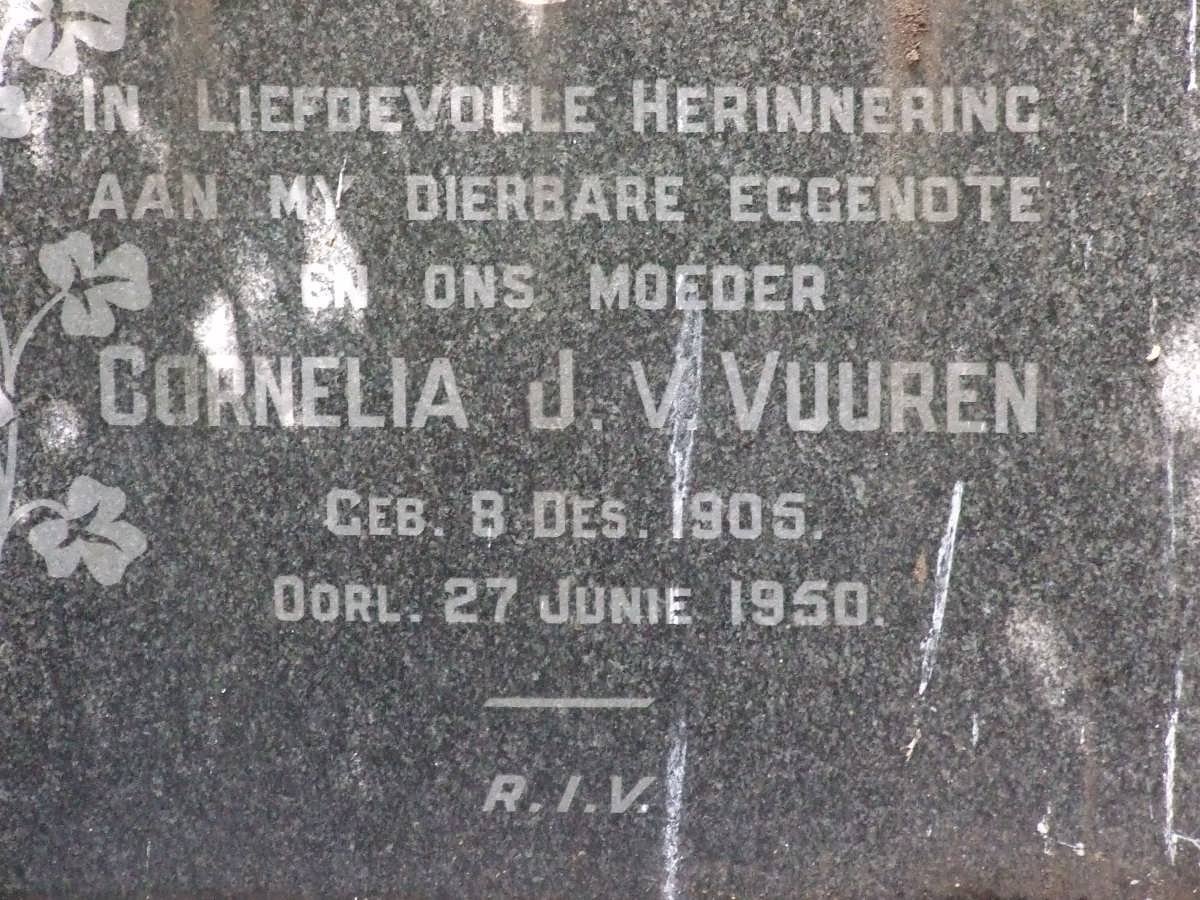 IN LIEFDEVOLLE HERINNERING
AAN MY DIERBARE EGGENOTE
EN ONS MOEDER
CORNELIA J. V. VUUREN
GEB. 8 DES. 1905.
OORL. 27 JUNIE 1950.
R.I.V.